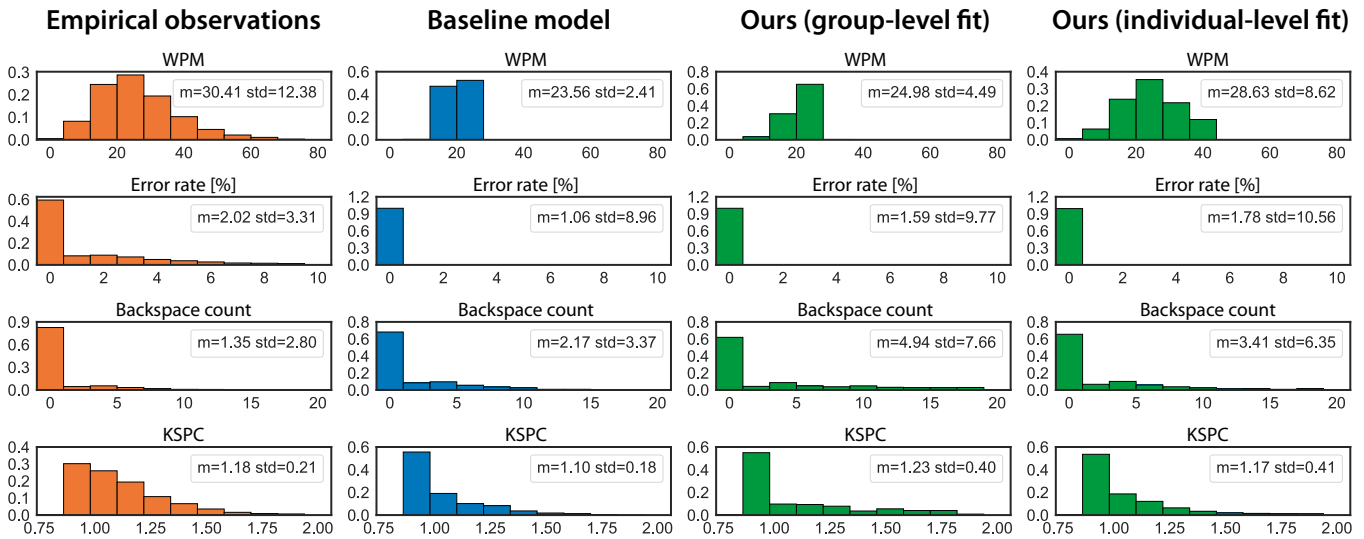 Empirical observations Baseline model Ours (group-level fit) Ours (individual-level fit)
WPM WPM WPM WPM
0.3 0.6 0.8 0.4
m=30.41 std=12.38 m=23.56 std=2.41 m=24.98 std=4.49 m=28.63 std=8.62
0.2 0.4 0.6 0.3
0.4 0.2
0.1 0.2 0.2 0.1
0.0 0.0 0.0 0.0
0 20 40 60 80 0 20 40 60 80 0 20 40 60 80 0 20 40 60 80
Error rate [%] Error rate [%] Error rate [%] Error rate [%]
0.6 1.2 1.2 1.2
m=2.02 std=3.31 m=1.06 std=8.96 m=1.59 std=9.77 m=1.78 std=10.56
0.4 0.9 0.9 0.9
0.6 0.6 0.6
0.2 0.3 0.3 0.3
0.0 0.0 0.0 0.0
0 2 4 6 8 10 0 2 4 6 8 10 0 2 4 6 8 10 0 2 4 6 8 10
Backspace count Backspace count Backspace count Backspace count
0.9 0.8 0.8 0.8
m=1.35 std=2.80 m=2.17 std=3.37 m=4.94 std=7.66 m=3.41 std=6.35
0.6 0.6 0.6 0.6
0.4 0.4 0.4
0.3 0.2 0.2 0.2
0.0 0.0 0.0 0.0
0 5 10 15 20 0 5 10 15 20 0 5 10 15 20 0 5 10 15 20
KSPC KSPC KSPC KSPC
0.4 0.6 0.6 0.6
m=1.18 std=0.21 m=1.10 std=0.18 m=1.23 std=0.40 m=1.17 std=0.41
0.3 0.4 0.4 0.4
0.2
0.1 0.2 0.2 0.2
0.0 0.0 0.0 0.0
0.75 1.00 1.25 1.50 1.75 2.00 0.75 1.00 1.25 1.50 1.75 2.00 0.75 1.00 1.25 1.50 1.75 2.00 0.75 1.00 1.25 1.50 1.75 2.00